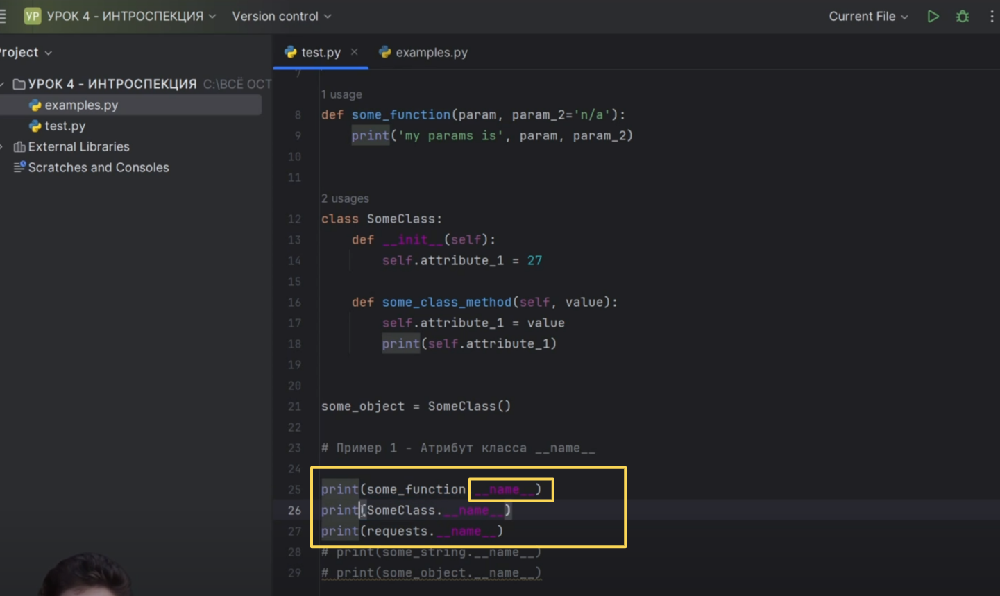 УР УРОК 4 - ИНТРОСПЕКЦИЯ Version control Current File
Project
test.py examples.py
УРОК 4 - ИНТРОСПЕКЦИЯ C:\ВСЁ ОСТ
examples.py
test.py
External Libraries
Scratches and Consoles
7
1 usage
8 def some_function(param, param_2='n/a'):
9 print('my params is', param, param_2)
10
11
2 usages
12 class SomeClass:
13 def __init__(self):
14 self.attribute_1 = 27
15
16 def some_class_method(self, value):
17 self.attribute_1 = value
18 print(self.attribute_1)
19
20
21 some_object = SomeClass()
22
23 # Пример 1 - Атрибут класса __name__
24
25 print(some_function.__name__)
26 print(SomeClass.__name__)
27 print(requests.__name__)
28 # print(some_string.__name__)
29 # print(some_object.__name__)